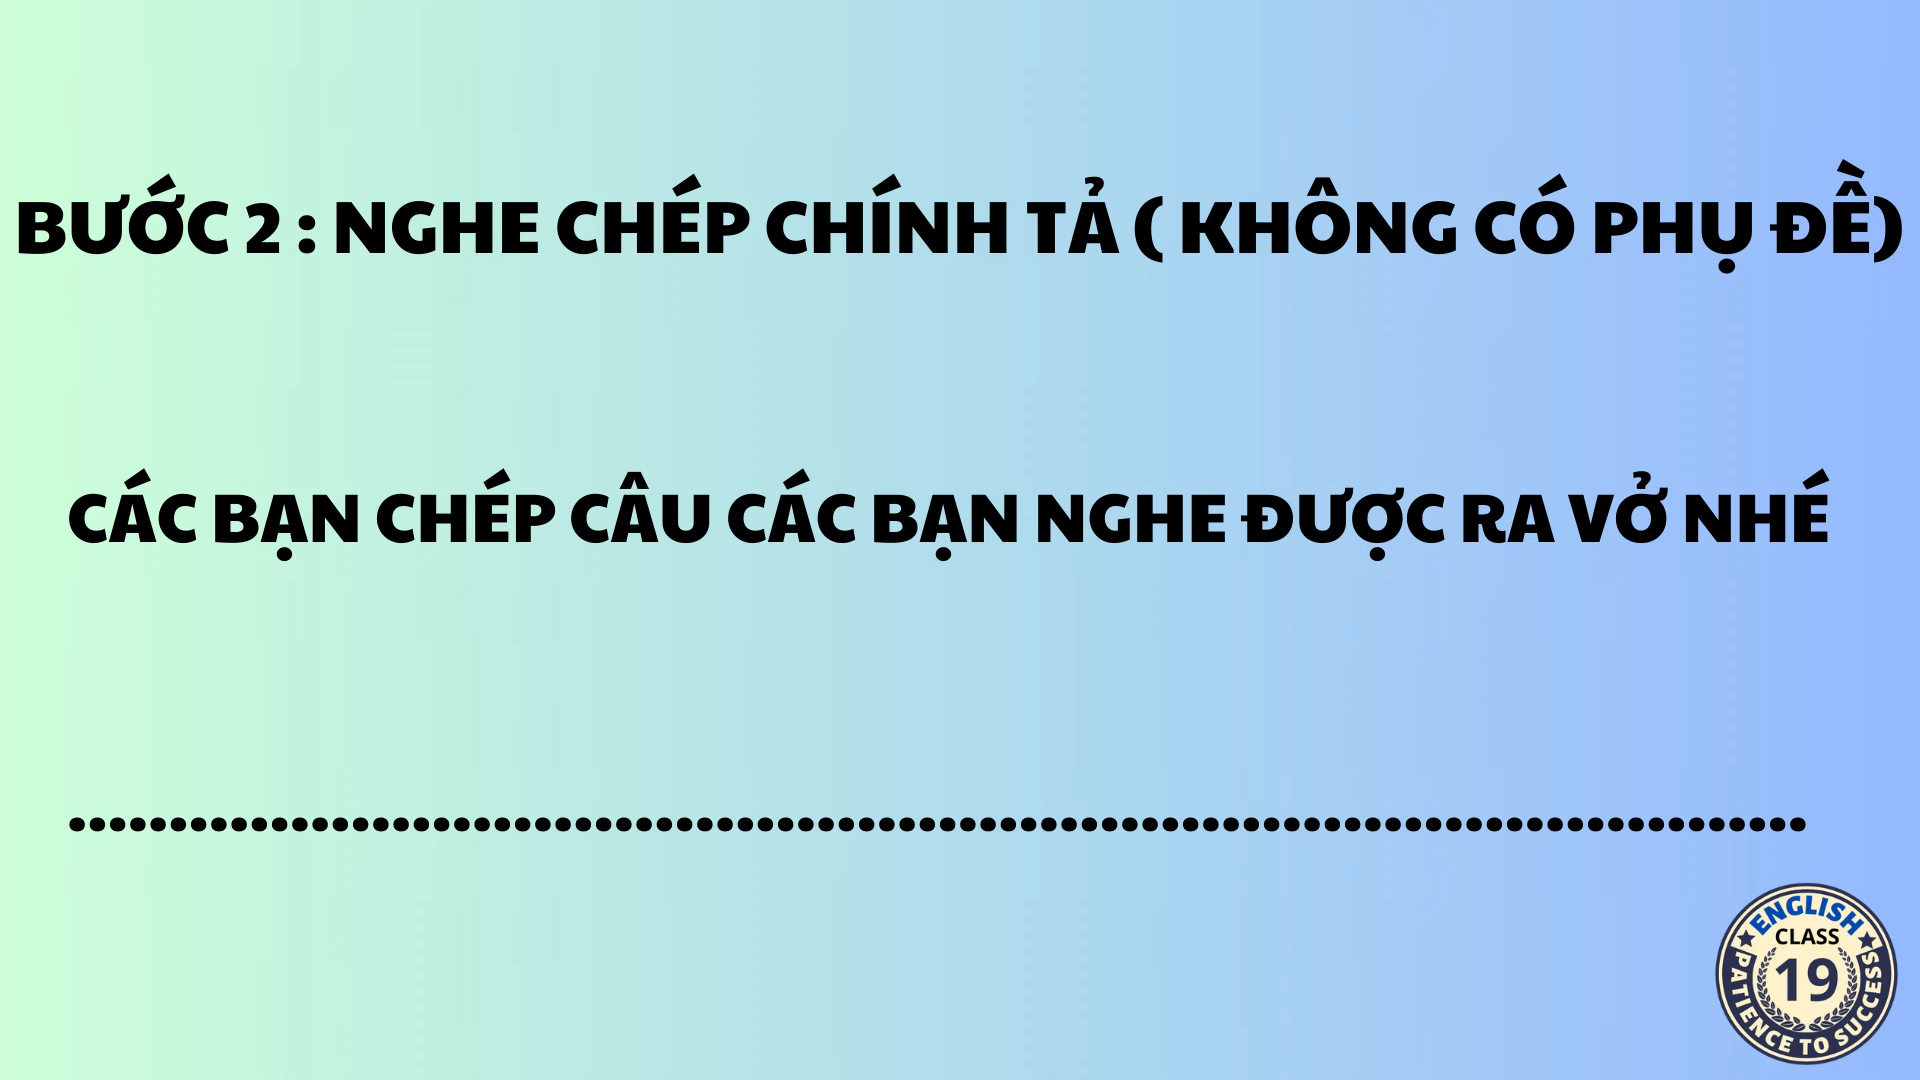 BƯỚC 2 : NGHE CHÉP CHÍNH TẢ ( KHÔNG CÓ PHỤ ĐỀ)
CÁC BẠN CHÉP CÂU CÁC BẠN NGHE ĐƯỢC RA VỞ NHÉ
......................................................................................
ENGLISH
CLASS
19
PATIENCE TO SUCCESS